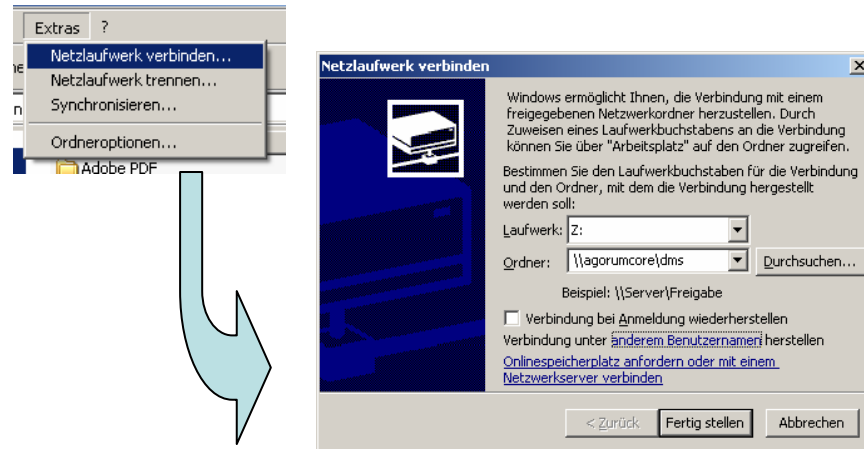 Extras ?
Netzlaufwerk verbinden...
Netzlaufwerk trennen...
Synchronisieren...
Ordneroptionen...
Adobe PDF
Netzlaufwerk verbinden
Windows ermöglicht Ihnen, die Verbindung mit einem
freigegebenen Netzwerkordner herzustellen. Durch
Zuweisen eines Laufwerkbuchstabens an die Verbindung
können Sie über "Arbeitsplatz" auf den Ordner zugreifen.
Bestimmen Sie den Laufwerkbuchstaben für die Verbindung
und den Ordner, mit dem die Verbindung hergestellt
werden soll:
Laufwerk: Z:
Ordner: \\agorumcore\dms Durchsuchen...
Beispiel: \\Server\Freigabe
Verbindung bei Anmeldung wiederherstellen
Verbindung unter anderem Benutzernamen herstellen
Onlinespeicherplatz anfordern oder mit einem
Netzwerkserver verbinden
< Zurück Fertig stellen Abbrechen